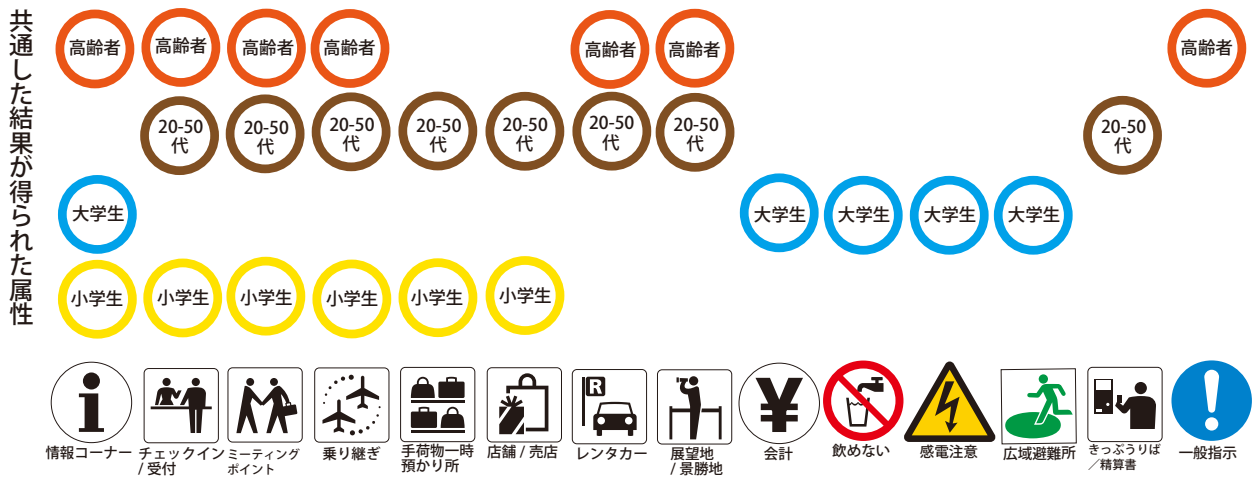 共通した結果が得られた属性
高齢者 高齢者 高齢者 高齢者 高齢者 高齢者 高齢者
20-50代 20-50代 20-50代 20-50代 20-50代 20-50代 20-50代 20-50代
大学生 大学生 大学生 大学生 大学生
小学生 小学生 小学生 小学生 小学生 小学生
i
R
¥
!
情報コーナー
チェックイン
/ 受付
ミーティング
ポイント
乗り継ぎ
手荷物一時
預かり所
店舗 / 売店
レンタカー
展望地
/ 景勝地
会計
飲めない
感電注意
広域避難所
きっぷうりば
/精算書
一般指示